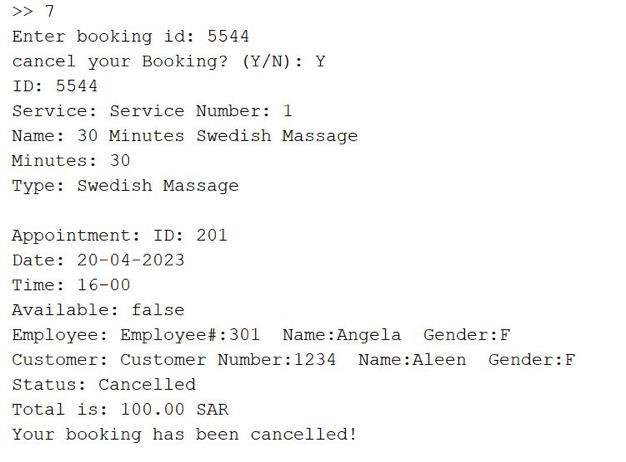 >> 7
Enter booking id: 5544
cancel your Booking? (Y/N): Y
ID: 5544
Service: Service Number: 1
Name: 30 Minutes Swedish Massage
Minutes: 30
Type: Swedish Massage

Appointment: ID: 201
Date: 20-04-2023
Time: 16-00
Available: false
Employee: Employee#:301  Name:Angela  Gender:F
Customer: Customer Number:1234  Name:Aleen  Gender:F
Status: Cancelled
Total is: 100.00 SAR
Your booking has been cancelled!